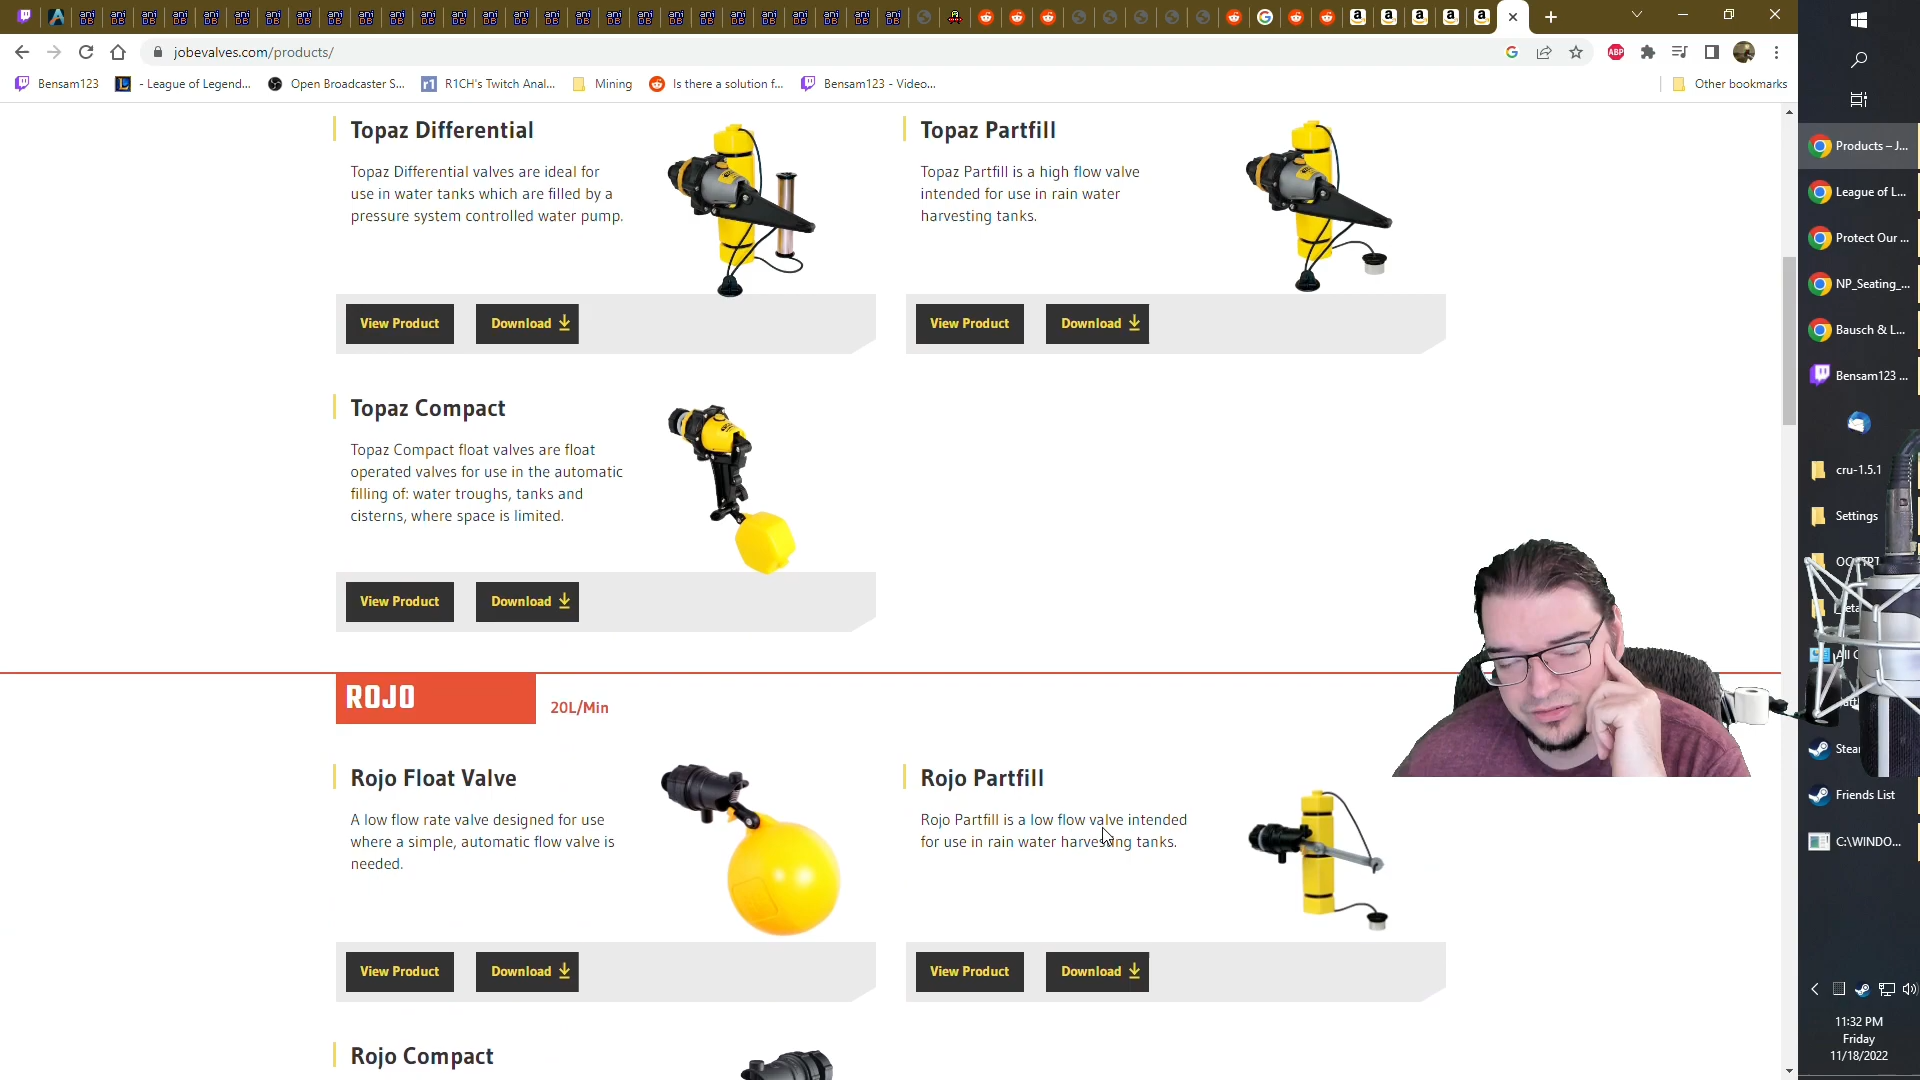 jobevalves.com/products/
Bensam123
- League of Legend...
Open Broadcaster S...
R1CH's Twitch Anal...
Mining
Is there a solution f...
Bensam123 - Video...
Other bookmarks
Topaz Differential
Topaz Differential valves are ideal for
use in water tanks which are filled by a
pressure system controlled water pump.
View Product
Download
Topaz Partfill
Topaz Partfill is a high flow valve
intended for use in rain water
harvesting tanks.
View Product
Download
Topaz Compact
Topaz Compact float valves are float
operated valves for use in the automatic
filling of: water troughs, tanks and
cisterns, where space is limited.
View Product
Download
ROJO
20L/Min
Rojo Float Valve
A low flow rate valve designed for use
where a simple, automatic flow valve is
needed.
View Product
Download
Rojo Partfill
Rojo Partfill is a low flow valve intended
for use in rain water harvesting tanks.
View Product
Download
Rojo Compact
Products – J...
League of L...
Protect Our ...
NP_Seating_...
Bausch & L...
Bensam123 ...
cru-1.5.1
Settings
All C
Stear
Friends List
C:\WINDO...
11:32 PM
Friday
11/18/2022